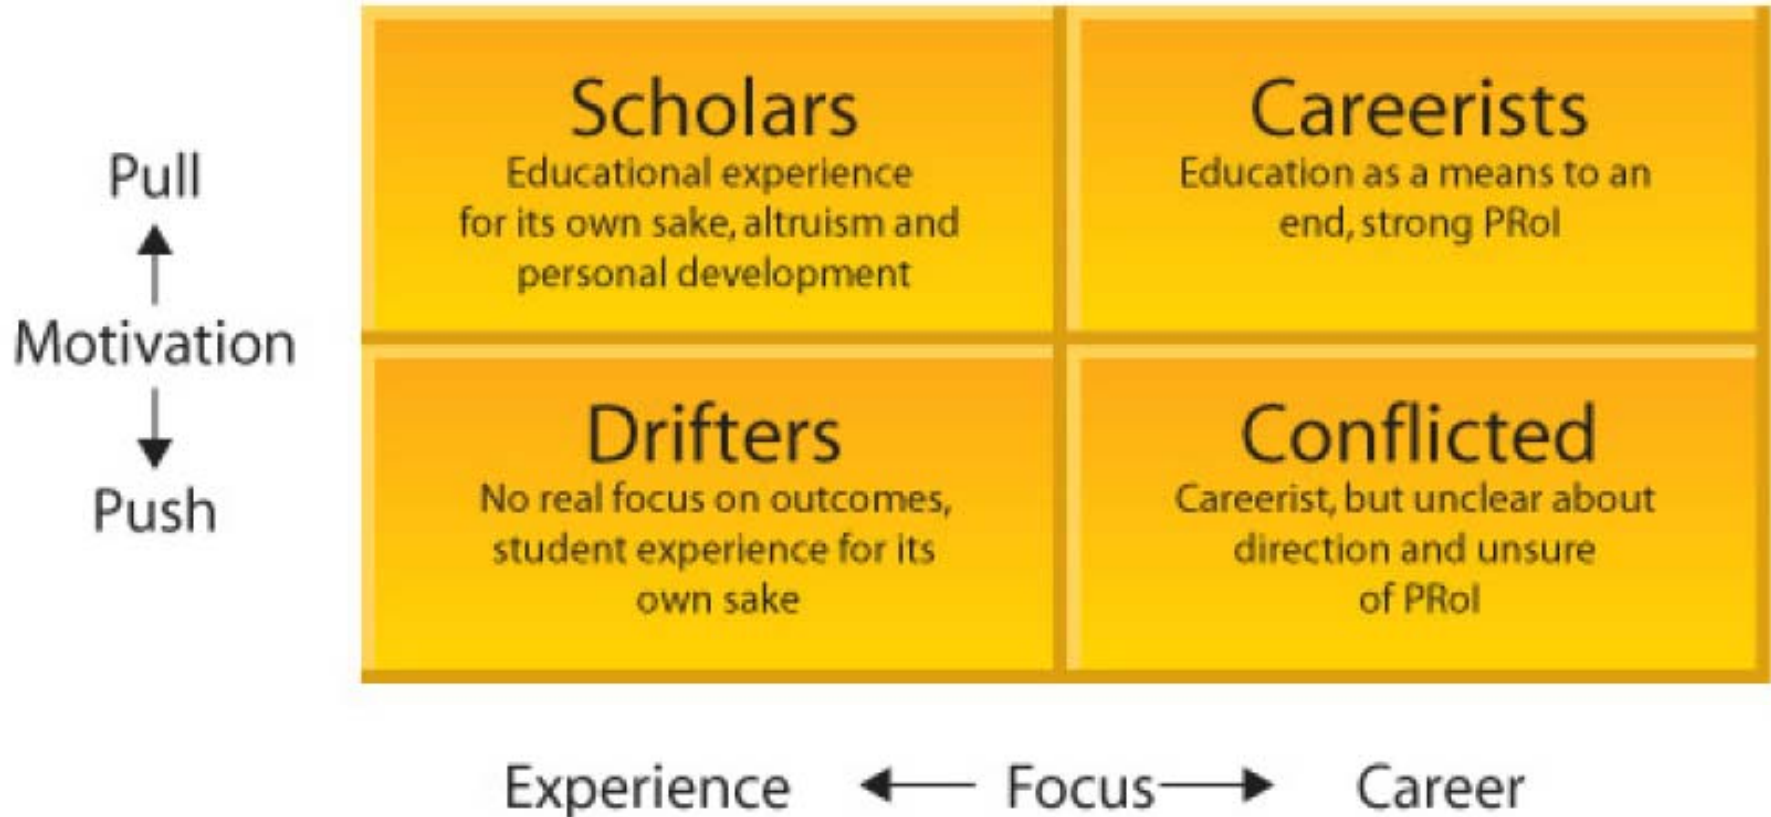 Pull
Motivation
Push
Scholars
Educational experience
for its own sake, altruism and
personal development
Careerists
Education as a means to an
end, strong PRoI
Drifters
No real focus on outcomes,
student experience for its
own sake
Conflicted
Careerist, but unclear about
direction and unsure
of PRoI
Experience Focus Career